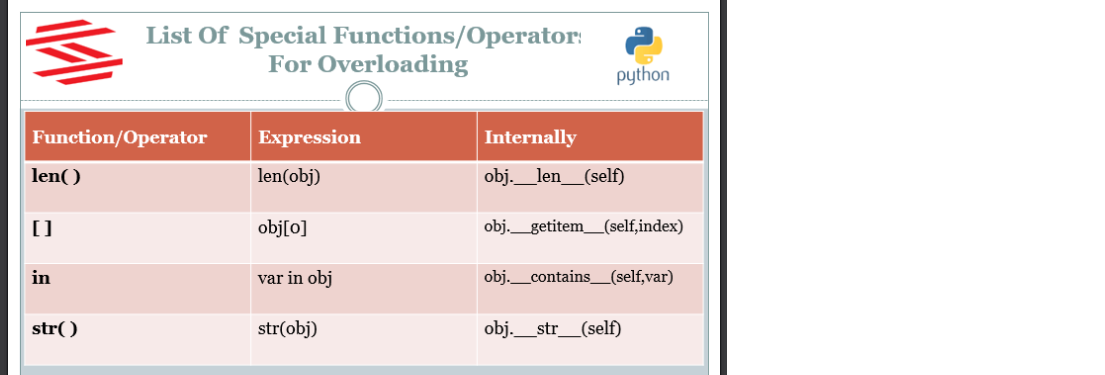 List Of Special Functions/Operators
For Overloading
python
Function/Operator Expression Internally
len( ) len(obj) obj.__len__(self)
[ ] obj[0] obj.__getitem__(self,index)
in var in obj obj.__contains__(self,var)
str( ) str(obj) obj.__str__(self)